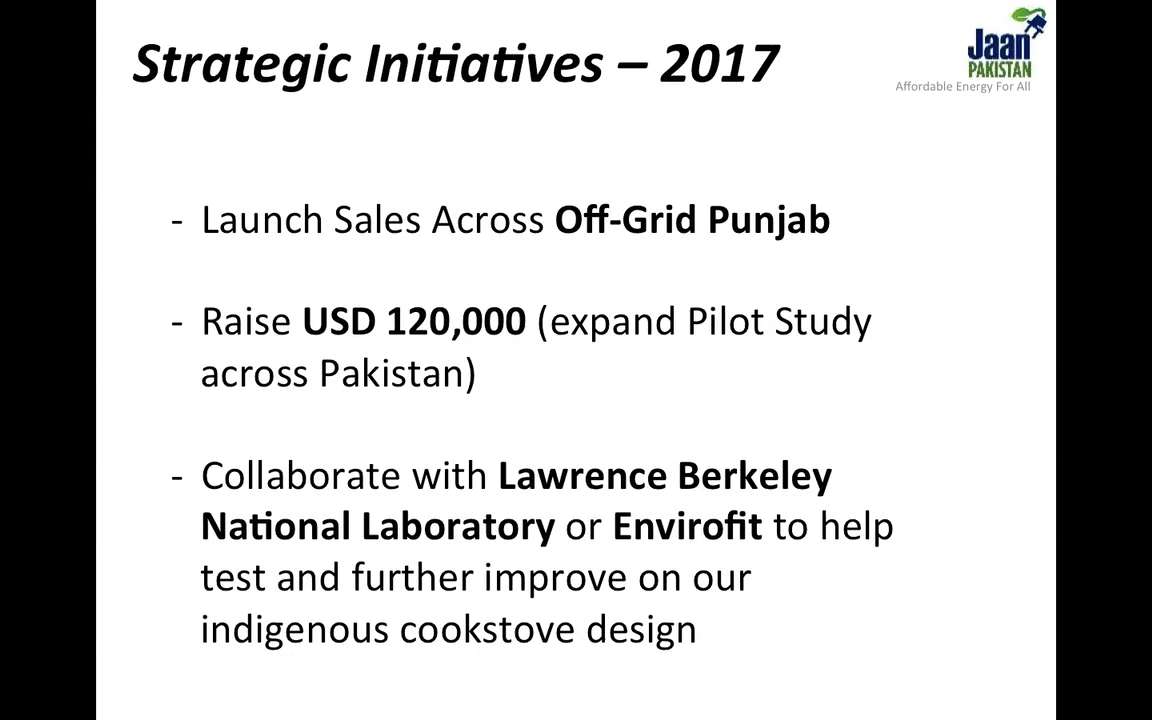 Strategic Initiatives – 2017
Jaan
PAKISTAN
Affordable Energy For All
- Launch Sales Across Off-Grid Punjab
- Raise USD 120,000 (expand Pilot Study
across Pakistan)
- Collaborate with Lawrence Berkeley
National Laboratory or Envirofit to help
test and further improve on our
indigenous cookstove design